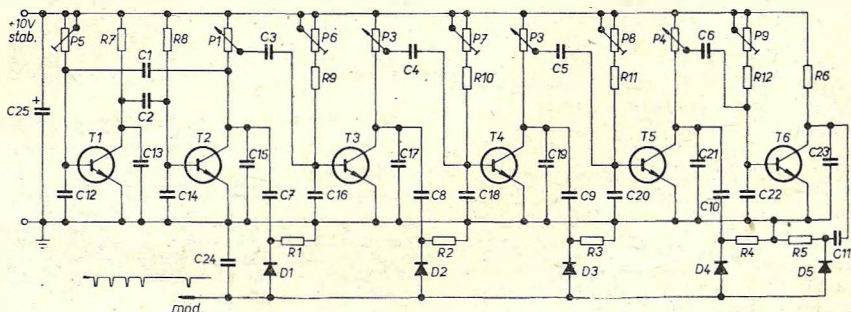 +10V
stab.
P5
R7
R8
P1
C3
P6
P3
P7
P3
P8
P4
C6
P9
C1
C4
C5
R9
R10
R11
R12
R6
C2
C25
+
T1
C13
T2
C15
T3
C17
T4
C19
T5
C21
T6
C23
C12
C14
C7
C16
C8
C18
C9
C20
C10
C22
C24
R1
R2
R3
R4
R5
C11
D1
D2
D3
D4
D5
mod.